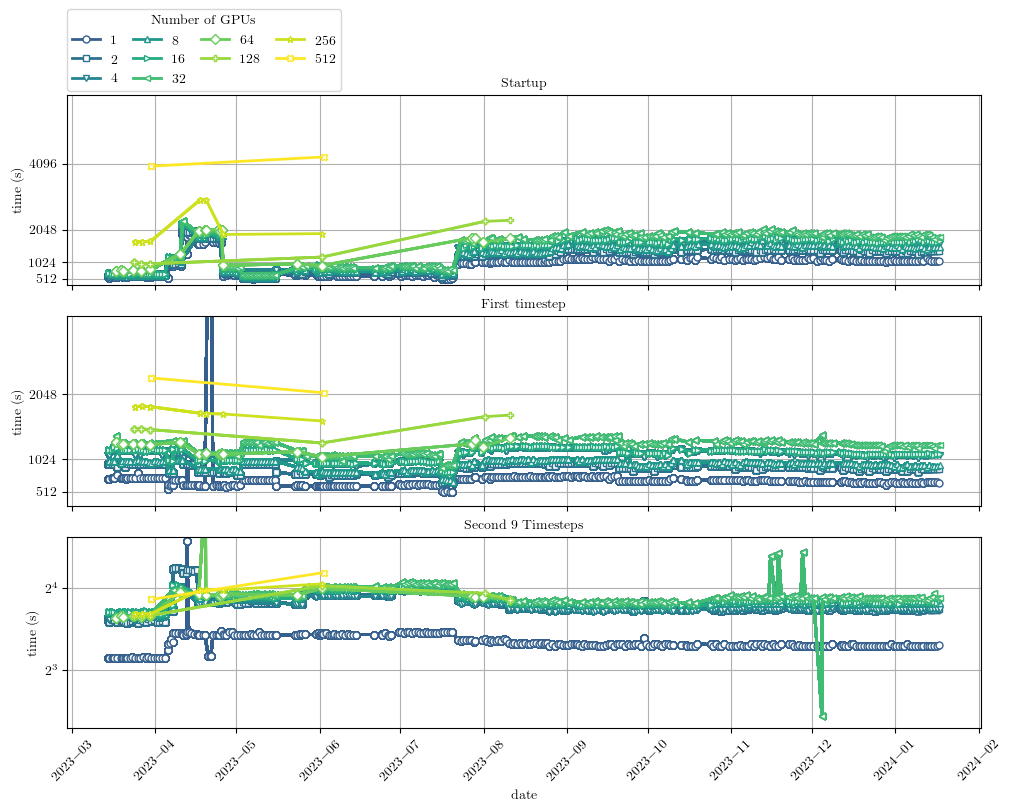 Number of GPUs
1 8 64 256
2 16 128 512
4 32
Startup
time (s)
4096
2048
1024
512
First timestep
time (s)
2048
1024
512
Second 9 Timesteps
time (s)
2^4
2^3
2023-03 2023-04 2023-05 2023-06 2023-07 2023-08 2023-09 2023-10 2023-11 2023-12 2024-01 2024-02
date